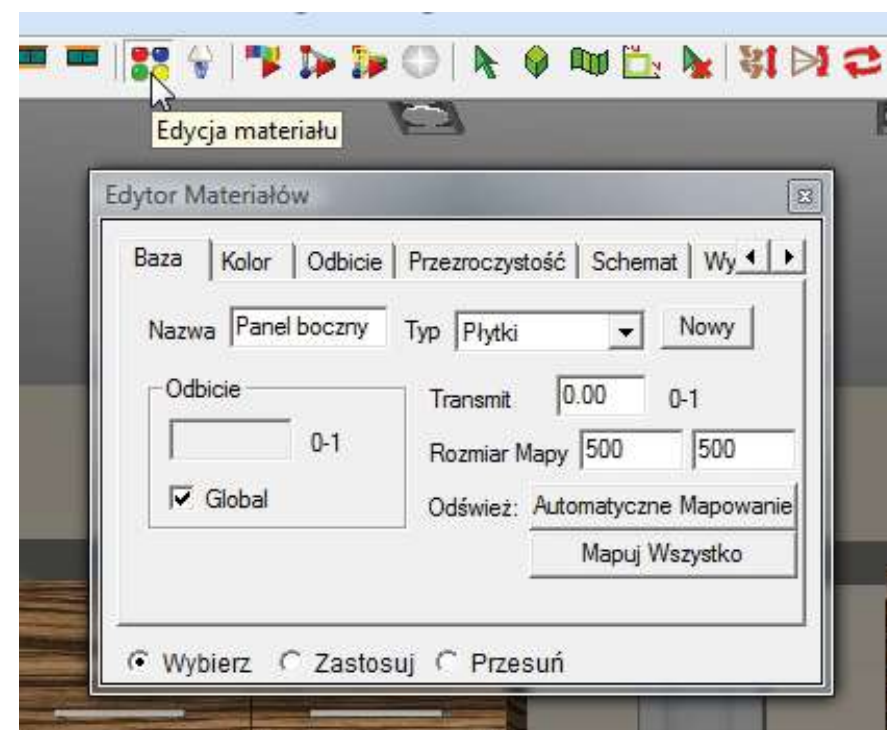 Edycja materiału
Edytor Materiałów
Baza Kolor Odbicie Przezroczystość Schemat Wy
Nazwa Panel boczny Typ Płytki Nowy
Odbicie
Transmit 0.00 0-1
0-1
Rozmiar Mapy 500 500
Global
Odśwież: Automatyczne Mapowanie
Mapuj Wszystko
Wybierz Zastosuj Przesuń